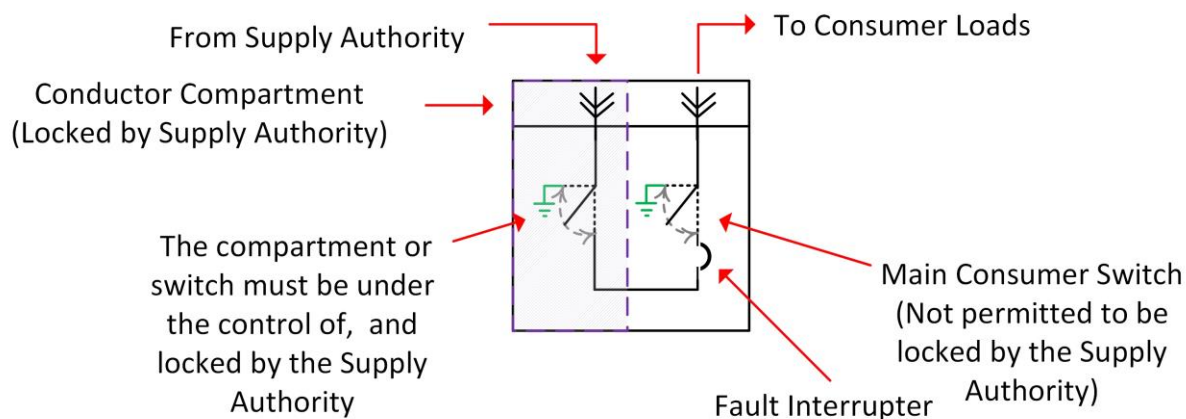 From Supply Authority
To Consumer Loads
Conductor Compartment
(Locked by Supply Authority)
The compartment or
switch must be under
the control of, and
locked by the Supply
Authority
Main Consumer Switch
(Not permitted to be
locked by the Supply
Authority)
Fault Interrupter